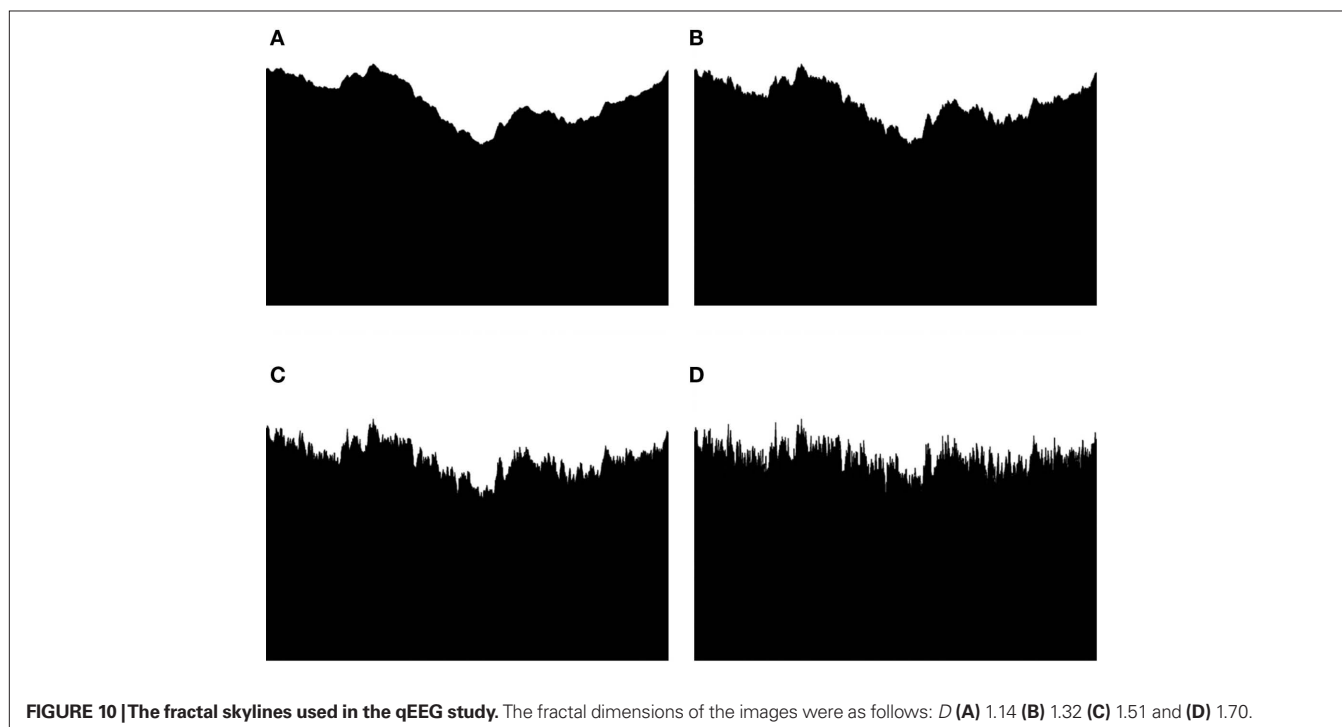 A
B
C
D
FIGURE 10 | The fractal skylines used in the qEEG study. The fractal dimensions of the images were as follows: D (A) 1.14 (B) 1.32 (C) 1.51 and (D) 1.70.